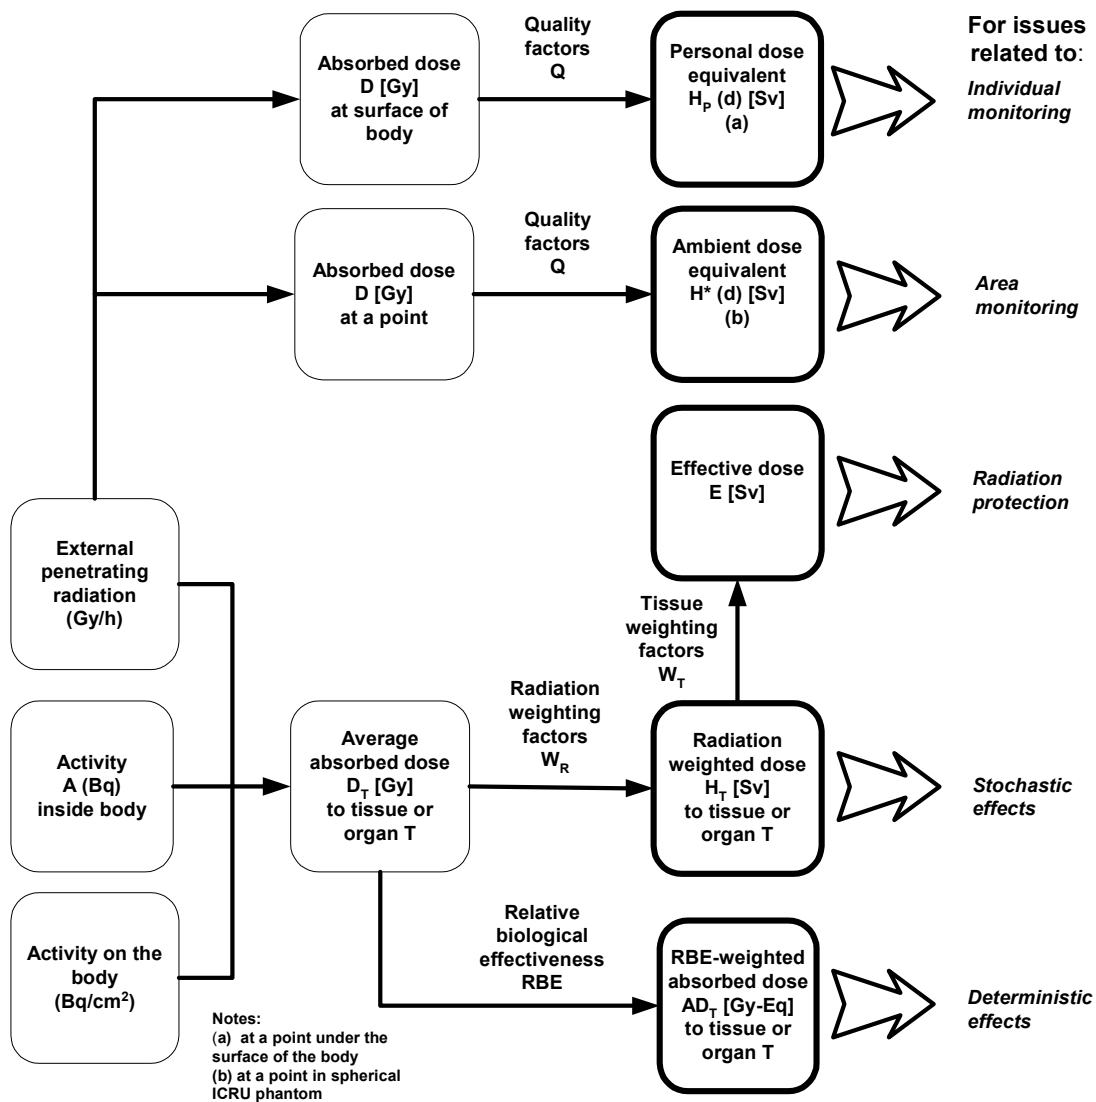 For issues
related to:
Quality
factors
Q
Absorbed dose
D [Gy]
at surface of
body
Personal dose
equivalent
H_P (d) [Sv]
(a)
Individual
monitoring
Quality
factors
Q
Absorbed dose
D [Gy]
at a point
Ambient dose
equivalent
H* (d) [Sv]
(b)
Area
monitoring
Effective dose
E [Sv]
Radiation
protection
External
penetrating
radiation
(Gy/h)
Tissue
weighting
factors
W_T
Radiation
weighting
factors
W_R
Activity
A (Bq)
inside body
Average
absorbed dose
D_T [Gy]
to tissue or
organ T
Radiation
weighted dose
H_T [Sv]
to tissue or
organ T
Stochastic
effects
Relative
biological
effectiveness
RBE
Activity on the
body
(Bq/cm²)
RBE-weighted
absorbed dose
AD_T [Gy-Eq]
to tissue or
organ T
Deterministic
effects
Notes:
(a) at a point under the
surface of the body
(b) at a point in spherical
ICRU phantom